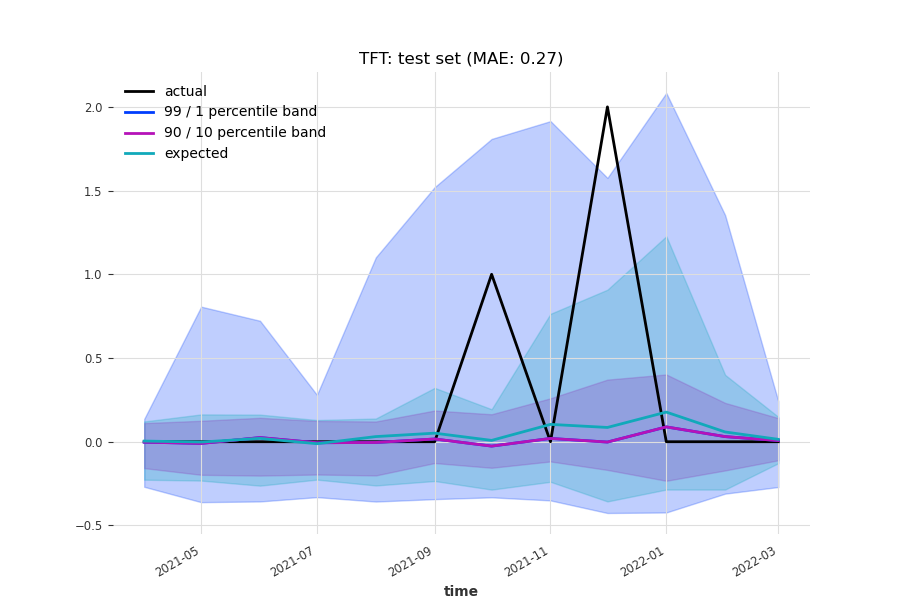 TFT: test set (MAE: 0.27)
actual
99 / 1 percentile band
90 / 10 percentile band
expected
2.0
1.5
1.0
0.5
0.0
−0.5
2021-05
2021-07
2021-09
2021-11
2022-01
2022-03
time